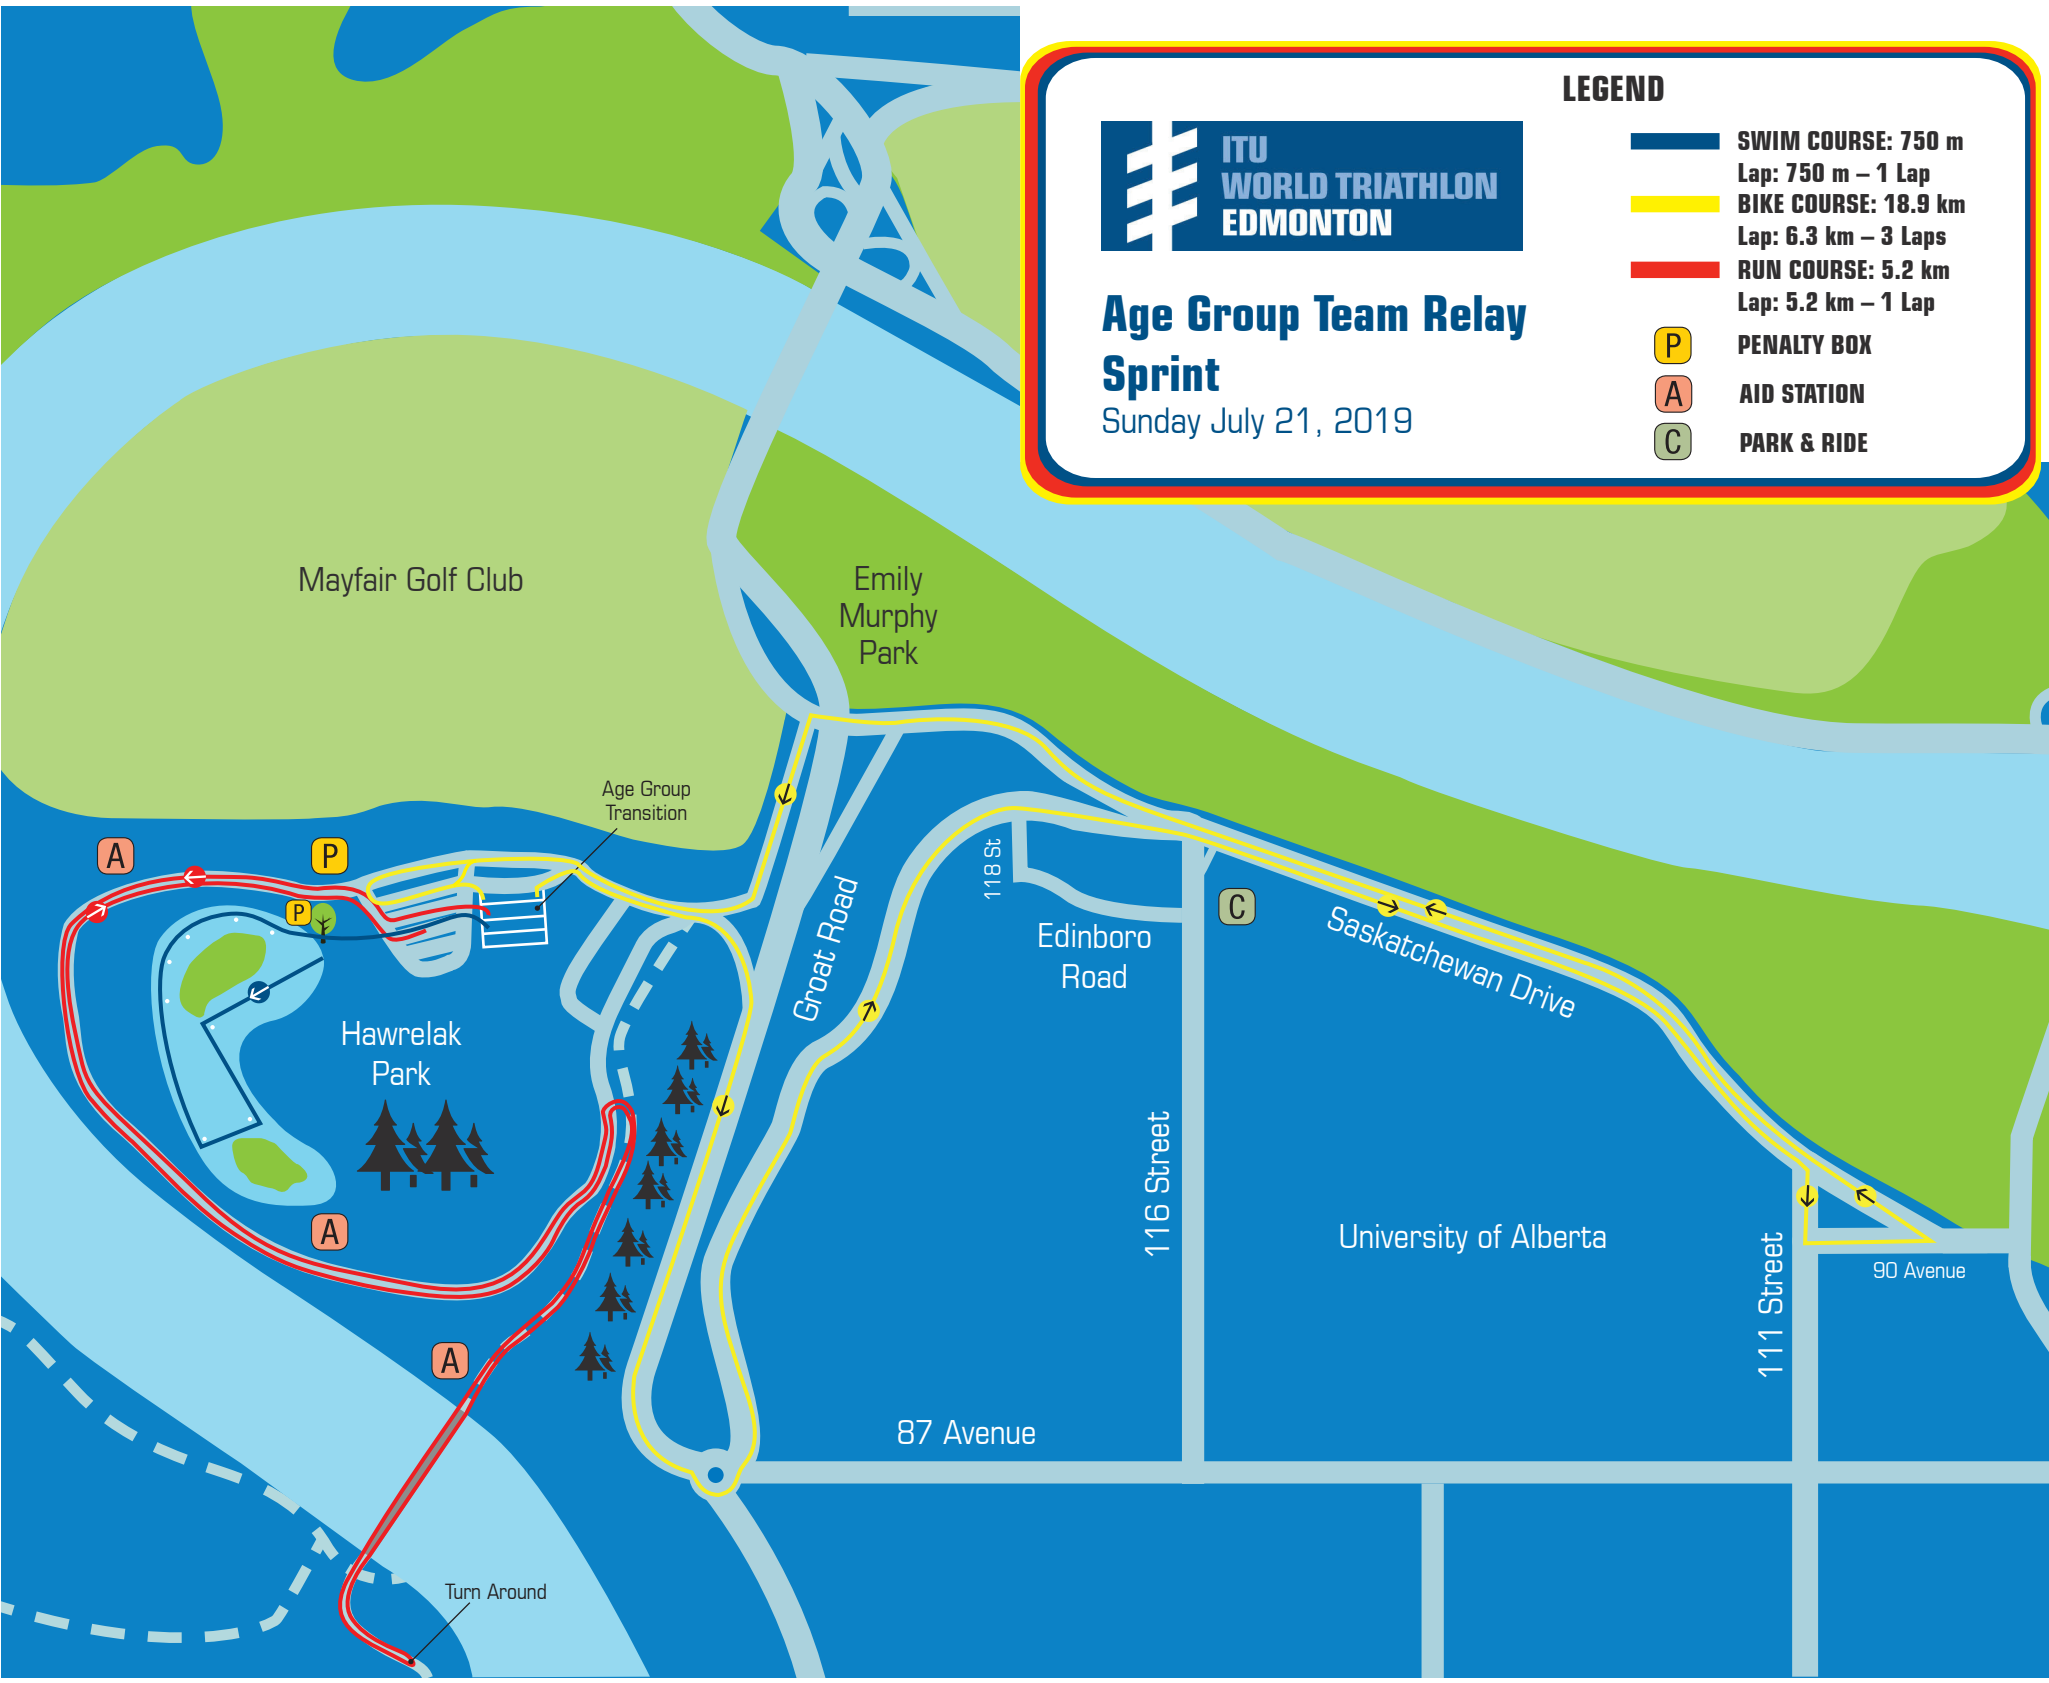 LEGEND
SWIM COURSE: 750 m
Lap: 750 m – 1 Lap
BIKE COURSE: 18.9 km
Lap: 6.3 km – 3 Laps
RUN COURSE: 5.2 km
Lap: 5.2 km – 1 Lap
P PENALTY BOX
A AID STATION
C PARK & RIDE
ITU
WORLD TRIATHLON
EDMONTON
Age Group Team Relay
Sprint
Sunday July 21, 2019
Mayfair Golf Club
Emily
Murphy
Park
Age Group
Transition
A
P
P
118 St
Groat Road
C
Edinboro
Road
Saskatchewan Drive
Hawrelak
Park
116 Street
University of Alberta
111 Street
90 Avenue
A
A
87 Avenue
Turn Around